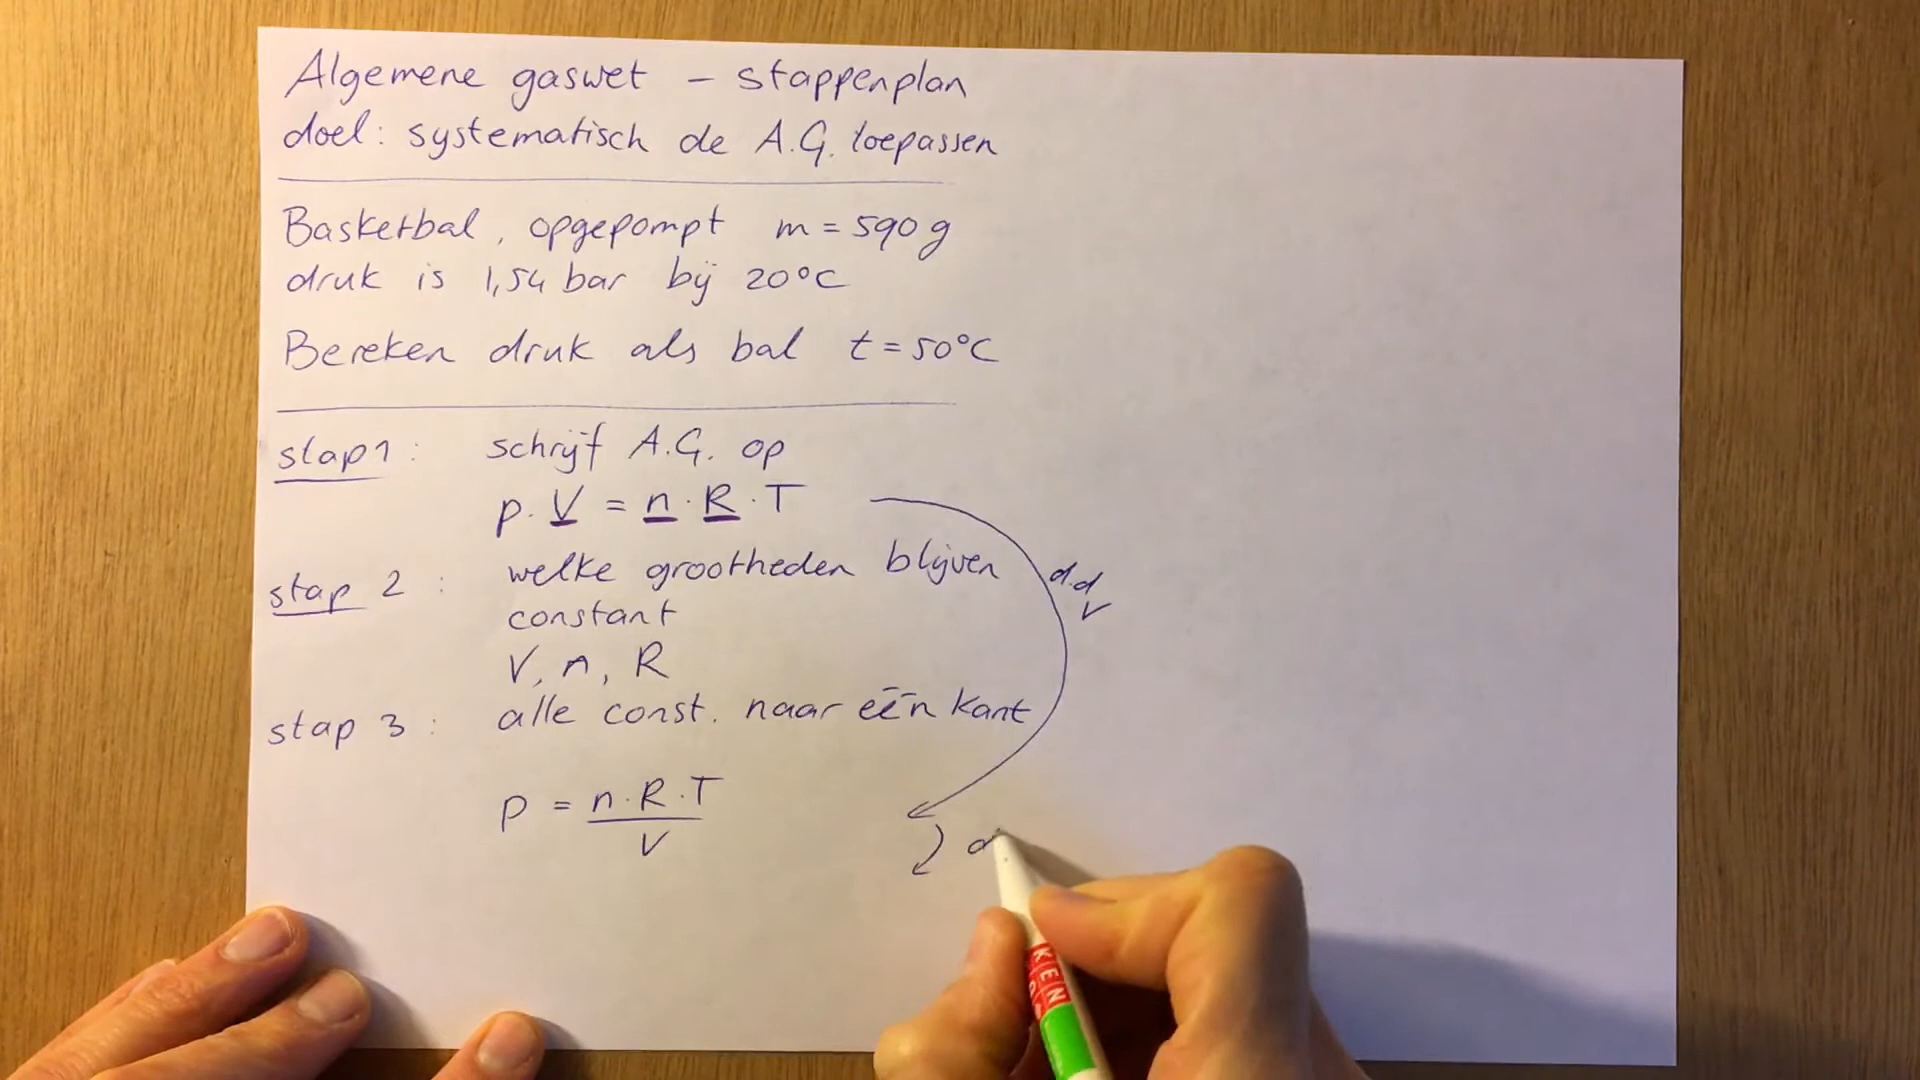 Algemene gaswet – stappenplan
doel: systematisch de A.G. toepassen
Basketbal, opgepompt m = 590 g
druk is 1,54 bar bij 20°C
Bereken druk als bal t = 50°C
stap 1 : schrijf A.G. op
p · V = n · R · T
stap 2 : welke grootheden blijven
constant
V, n, R
d.d
V
stap 3 : alle const. naar één kant
p = n · R · T
V
KEN